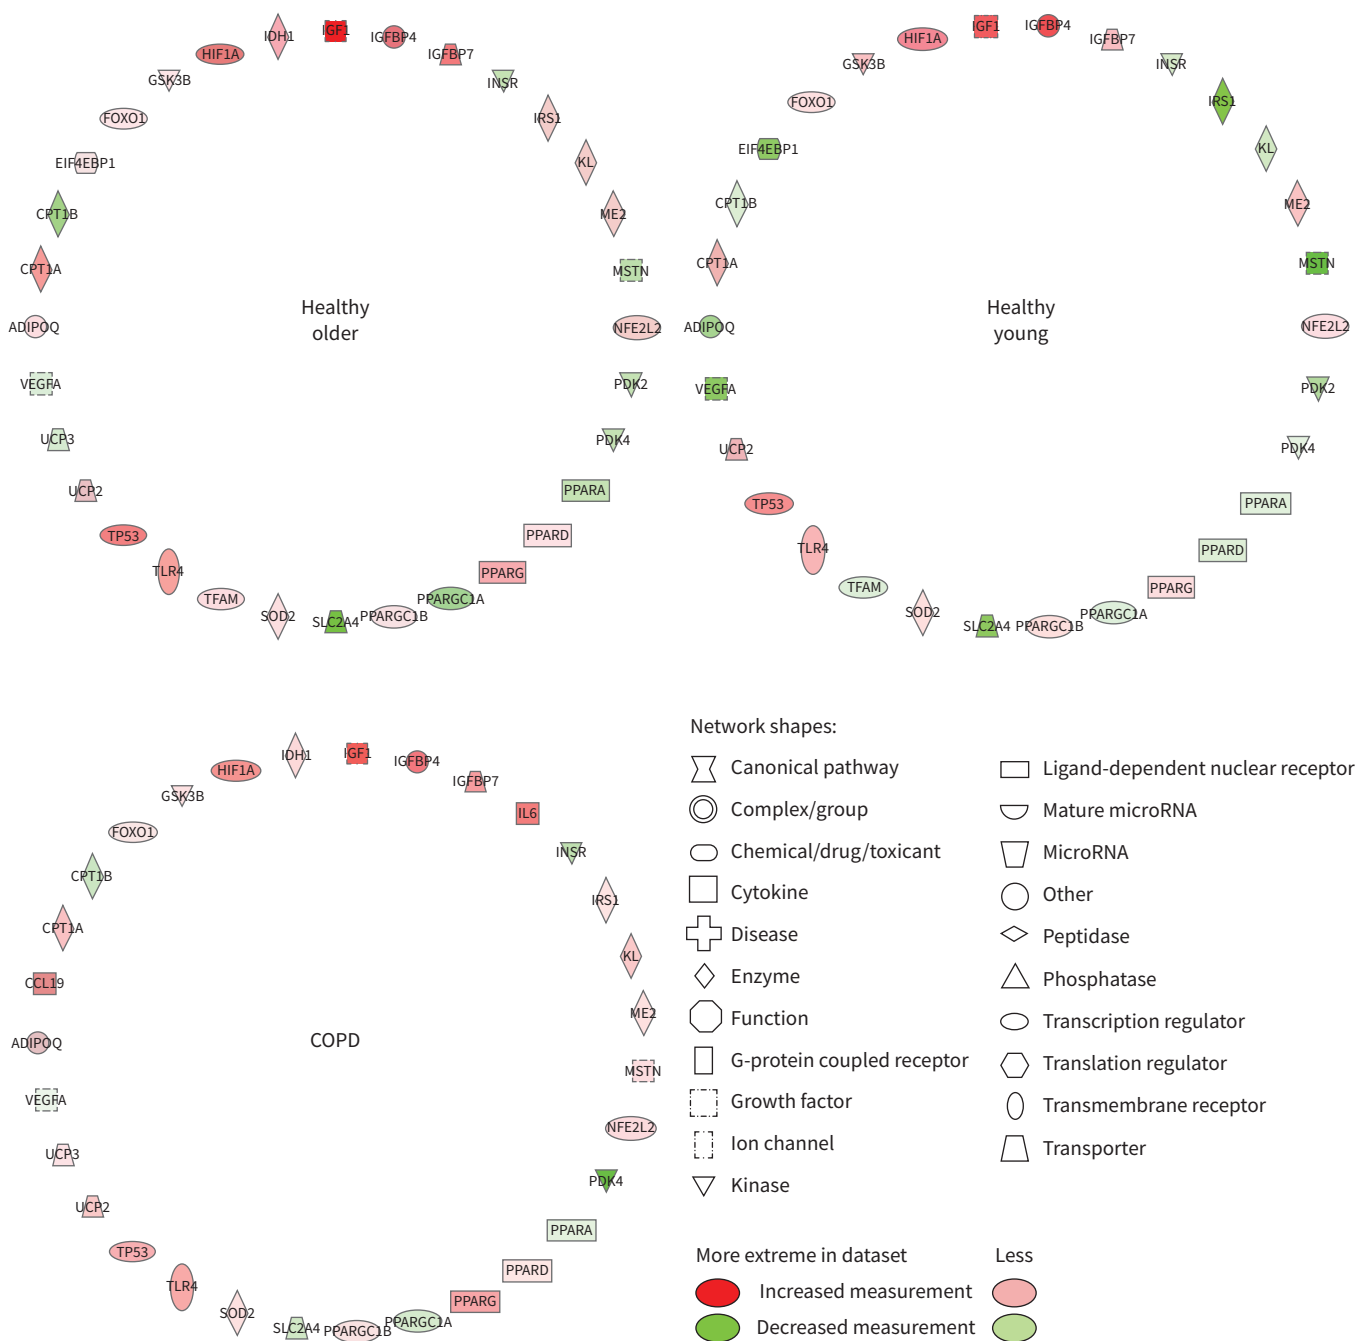 IDH1
IGF1
IGFBP4
IGFBP7
INSR
IRS1
KL
ME2
MSTN
NFE2L2
PDK2
PDK4
PPARA
PPARD
PPARG
PPARGC1A
PPARGC1B
SLC2A4
SOD2
TFAM
TLR4
TP53
UCP2
UCP3
VEGFA
ADIPOQ
CPT1A
CPT1B
EIF4EBP1
FOXO1
GSK3B
HIF1A
Healthy
older
IGF1
IGFBP4
IGFBP7
INSR
IRS1
KL
ME2
MSTN
NFE2L2
PDK2
PDK4
PPARA
PPARD
PPARG
PPARGC1A
PPARGC1B
SLC2A4
SOD2
TFAM
TLR4
TP53
UCP2
VEGFA
ADIPOQ
CPT1A
CPT1B
EIF4EBP1
FOXO1
GSK3B
HIF1A
Healthy
young
IDH1
IGF1
IGFBP4
IGFBP7
IL6
INSR
IRS1
KL
ME2
MSTN
NFE2L2
PDK4
PPARA
PPARD
PPARG
PPARGC1A
PPARGC1B
SLC2A4
SOD2
TLR4
TP53
UCP2
UCP3
VEGFA
ADIPOQ
CCL19
CPT1A
CPT1B
FOXO1
GSK3B
HIF1A
COPD
Network shapes:
Canonical pathway
Complex/group
Chemical/drug/toxicant
Cytokine
Disease
Enzyme
Function
G-protein coupled receptor
Growth factor
Ion channel
Kinase
Ligand-dependent nuclear receptor
Mature microRNA
MicroRNA
Other
Peptidase
Phosphatase
Transcription regulator
Translation regulator
Transmembrane receptor
Transporter
More extreme in dataset Less
Increased measurement
Decreased measurement